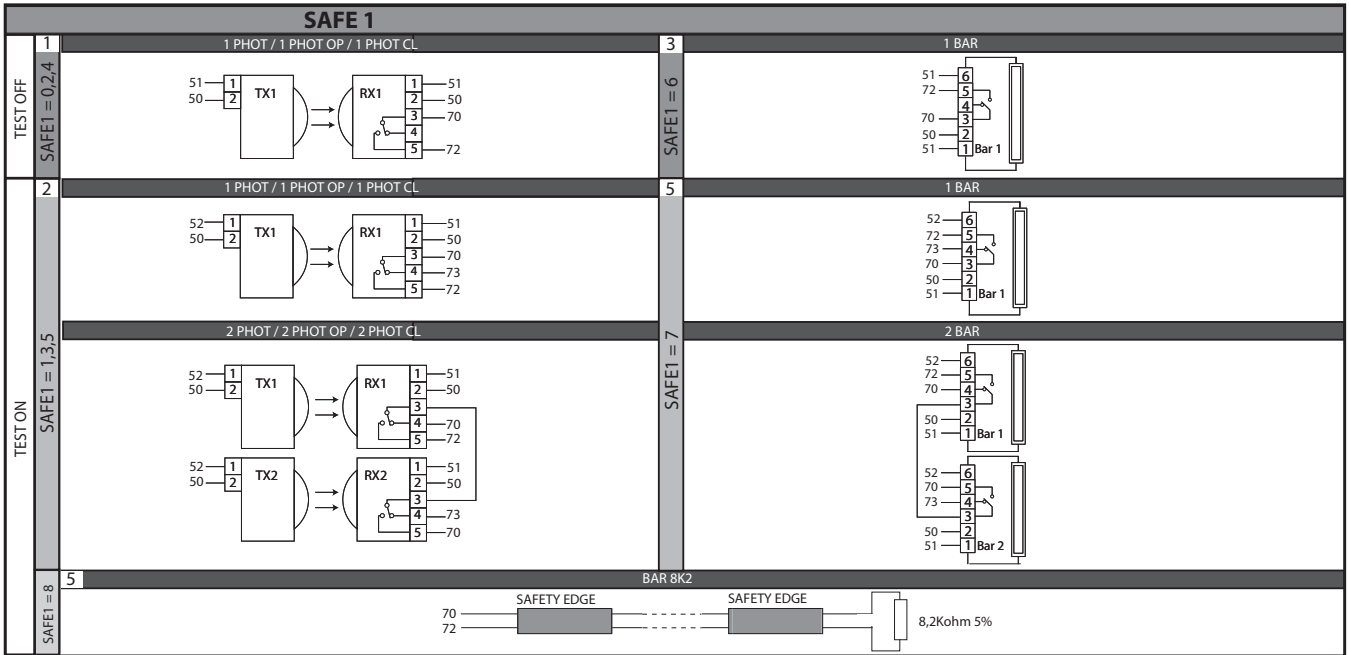 SAFE 1
TEST OFF
SAFE1 = 0,2,4
1
1 PHOT / 1 PHOT OP / 1 PHOT CL
51 1
50 2
TX1
RX1
1 51
2 50
3 70
4
5 72
3
SAFE1 = 6
1 BAR
51 6
72 5
4
70 3
50 2
51 1 Bar 1
TEST ON
SAFE1 = 1,3,5
2
1 PHOT / 1 PHOT OP / 1 PHOT CL
52 1
50 2
TX1
RX1
1 51
2 50
3 70
4 73
5 72
5
SAFE1 = 7
1 BAR
52 6
72 5
73 4
70 3
50 2
51 1 Bar 1
2 PHOT / 2 PHOT OP / 2 PHOT CL
52 1
50 2
TX1
RX1
1 51
2 50
3
4 70
5 72
52 1
50 2
TX2
RX2
1 51
2 50
3
4 73
5 70
2 BAR
52 6
72 5
70 4
3
50 2
51 1 Bar 1
52 6
70 5
73 4
3
50 2
51 1 Bar 2
SAFE1 = 8
5
BAR 8K2
70
72
SAFETY EDGE
SAFETY EDGE
8,2Kohm 5%